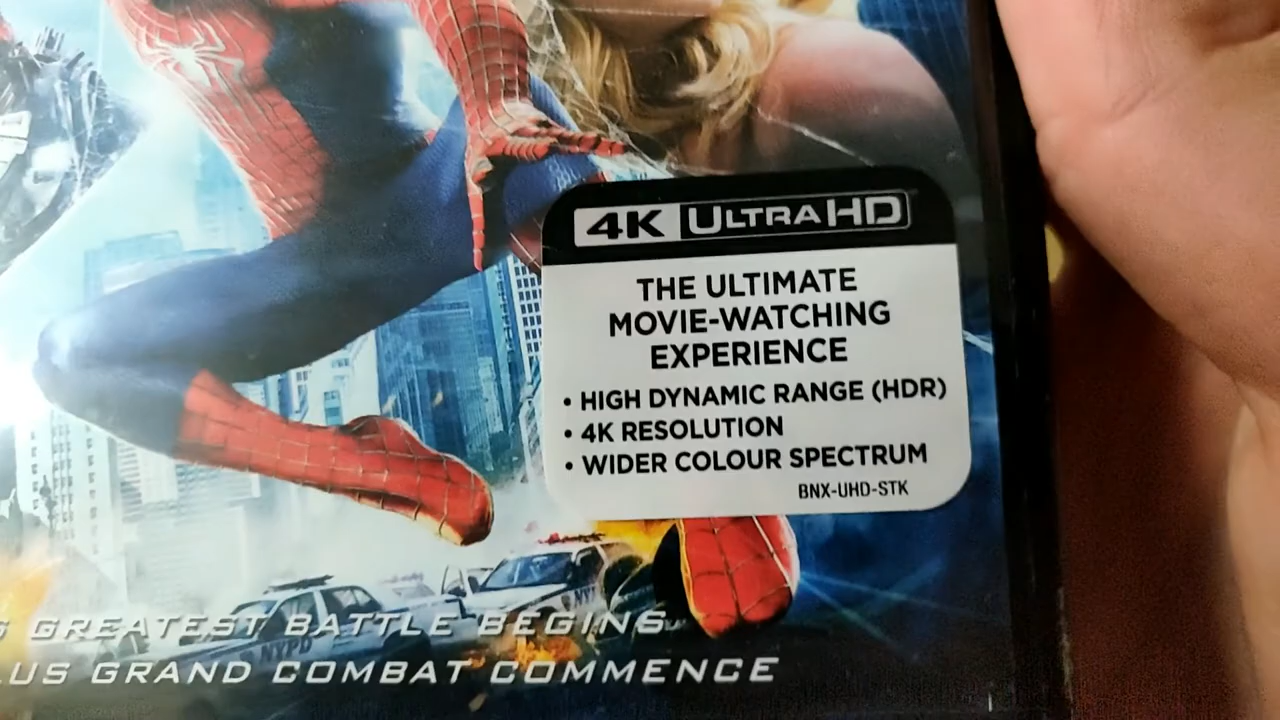 4K ULTRA HD
THE ULTIMATE
MOVIE-WATCHING
EXPERIENCE
• HIGH DYNAMIC RANGE (HDR)
• 4K RESOLUTION
• WIDER COLOUR SPECTRUM
BNX-UHD-STK
GREATEST BATTLE BEGINS
NYPD
GRAND COMBAT COMMENCE